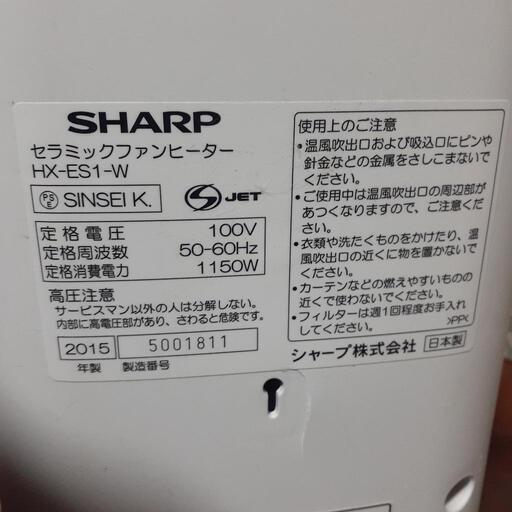 SHARP
セラミックファンヒーター
HX-ES1-W
PS E SINSEI K.
S JET
定格電圧 100V
定格周波数 50-60Hz
定格消費電力 1150W
高圧注意
サービスマン以外の人は分解しない。
内部に高電圧部があり、さわると危険です。
2015 5001811
年製 製造番号
使用上のご注意
・温風吹出口および吸込口にピンや
針金などの金属をさしこまないで
ください。
・ご使用中は温風吹出口の周辺部が
あつくなりますので、ご注意
ください。
・衣類や洗たくものをかけたり、温
風吹出口の近くに物を置かないで
ください。
・カーテンなどの燃えやすいものの
近くで使わないでください。
・フィルターは週1回程度お手入れ
してください。
>PP<
シャープ株式会社 日本製